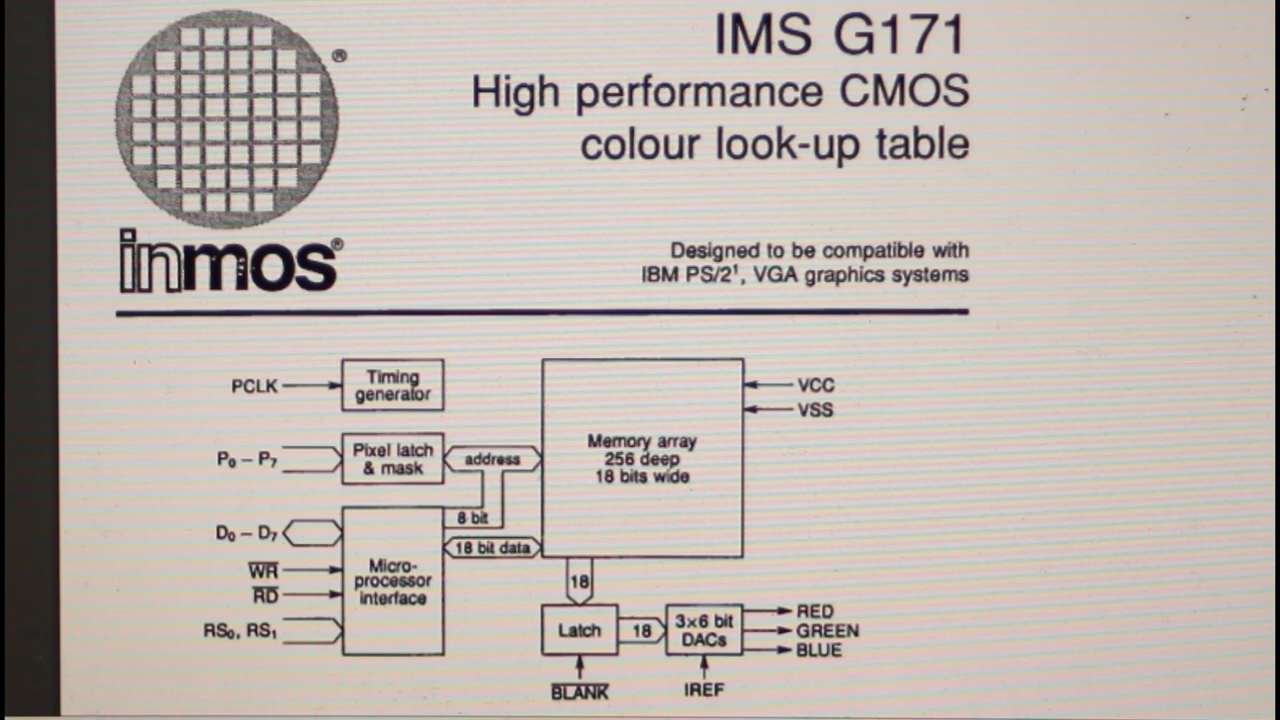 IMS G171
High performance CMOS
colour look-up table
®
inmos®
Designed to be compatible with
IBM PS/2¹, VGA graphics systems
PCLK
Timing
generator
VCC
VSS
P₀ – P₇
Pixel latch
& mask
address
Memory array
256 deep
18 bits wide
8 bit
D₀ – D₇
18 bit data
W̅R̅
R̅D̅
RS₀, RS₁
Micro-
processor
interface
18
Latch
18
3×6 bit
DACs
RED
GREEN
BLUE
B̅L̅A̅N̅K̅
IREF